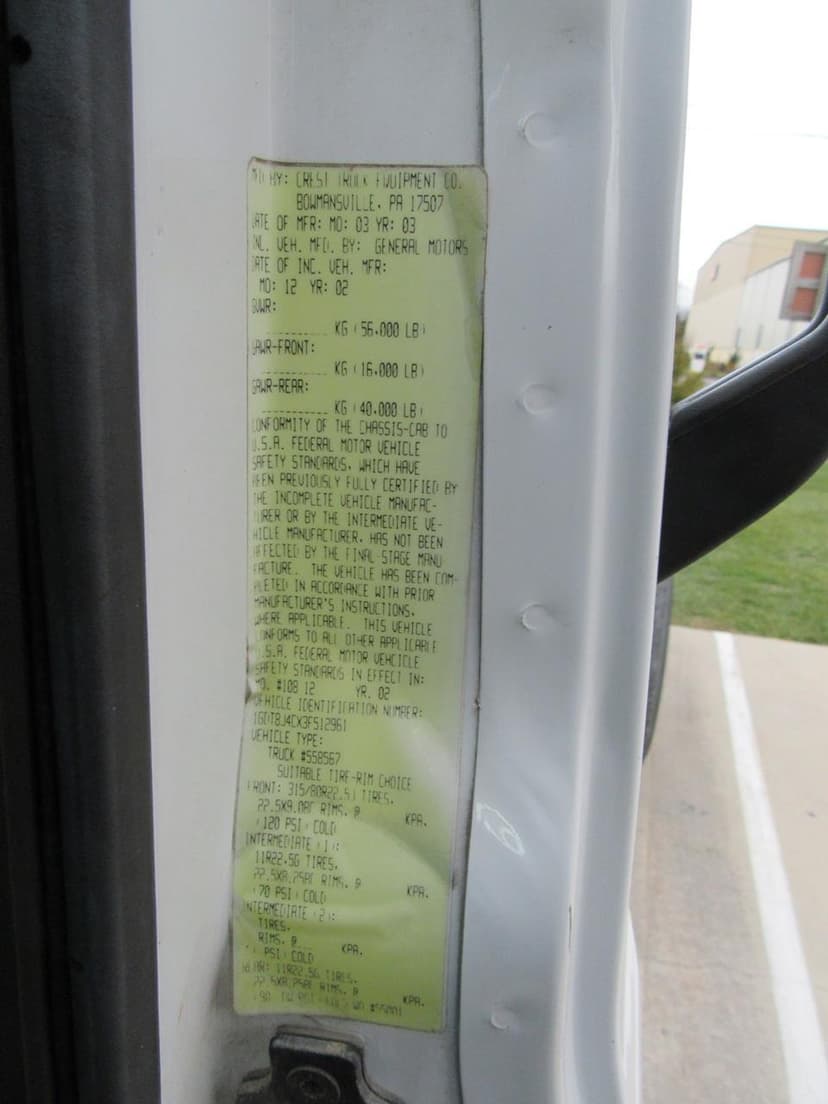 MFD BY: CREST TRUCK EQUIPMENT CO.
BOWMANSVILLE, PA 17507
DATE OF MFR: MO: 03 YR: 03
INC. VEH. MFD. BY: GENERAL MOTORS
DATE OF INC. VEH. MFR:
MO: 12 YR: 02
GVWR:
________ KG (56,000 LB)
GAWR-FRONT:
________ KG (16,000 LB)
GAWR-REAR:
________ KG (40,000 LB)
CONFORMITY OF THE CHASSIS-CAB TO
U.S.A. FEDERAL MOTOR VEHICLE
SAFETY STANDARDS, WHICH HAVE
BEEN PREVIOUSLY FULLY CERTIFIED BY
THE INCOMPLETE VEHICLE MANUFAC-
TURER OR BY THE INTERMEDIATE VE-
HICLE MANUFACTURER, HAS NOT BEEN
AFFECTED BY THE FINAL-STAGE MANU
FACTURE. THE VEHICLE HAS BEEN COM-
PLETED IN ACCORDANCE WITH PRIOR
MANUFACTURER'S INSTRUCTIONS,
WHERE APPLICABLE. THIS VEHICLE
CONFORMS TO ALL OTHER APPLICABLE
U.S.A. FEDERAL MOTOR VEHCICLE
SAFETY STANDARDS IN EFFECT IN:
MO. #108 12 YR. 02
VEHICLE IDENTIFICATION NUMBER:
VEHICLE TYPE:
TRUCK #558567
SUITABLE TIRE-RIM CHOICE
FRONT: 315/80R22.5) TIRES,
RIMS, @ KPA.
(120 PSI) COLD
INTERMEDIATE (1):
11R22.5G TIRES,
RIMS, @ KPA.
PSI) COLD
INTERMEDIATE (2):
TIRES,
RIMS, @ KPA.
( PSI) COLD
REAR: 11R22.5G TIRES,
RIMS, @ KPA.